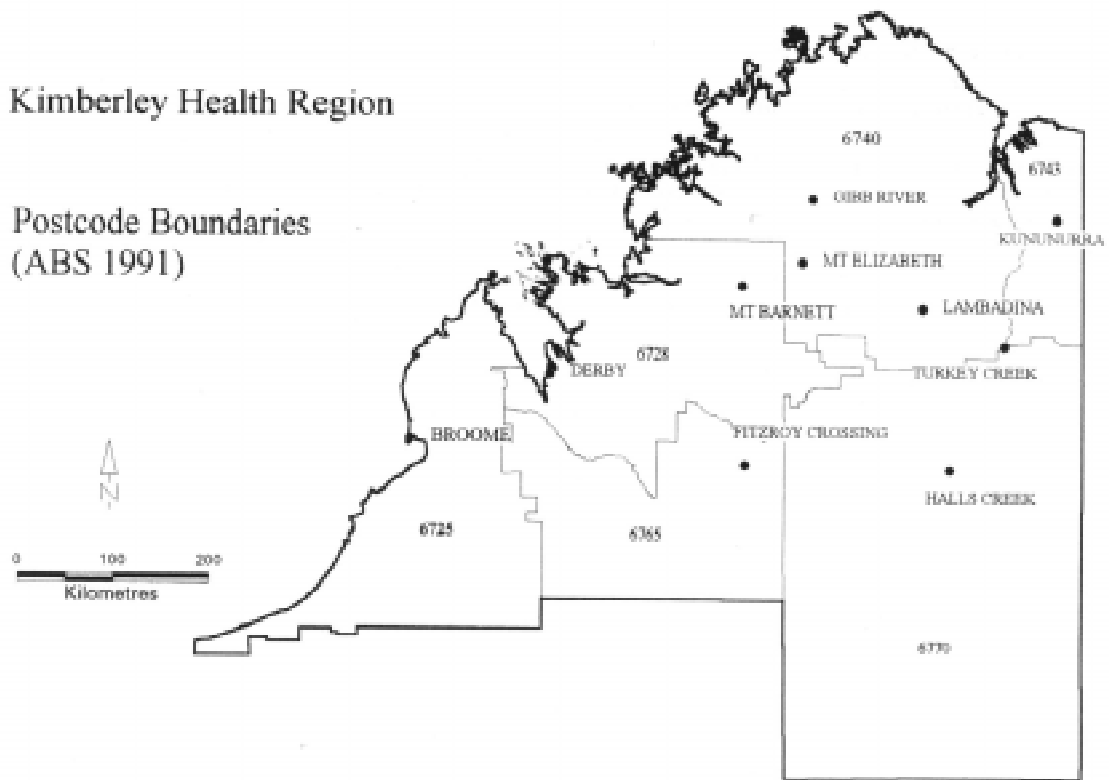 Kimberley Health Region
Postcode Boundaries
(ABS 1991)
6740
6743
GIBB RIVER
KUNUNURRA
MT ELIZABETH
MT BARNETT
LAMBADINA
6728
DERBY
TURKEY CREEK
BROOME
FITZROY CROSSING
HALLS CREEK
6725
6765
6770
N
0 100 200
Kilometres